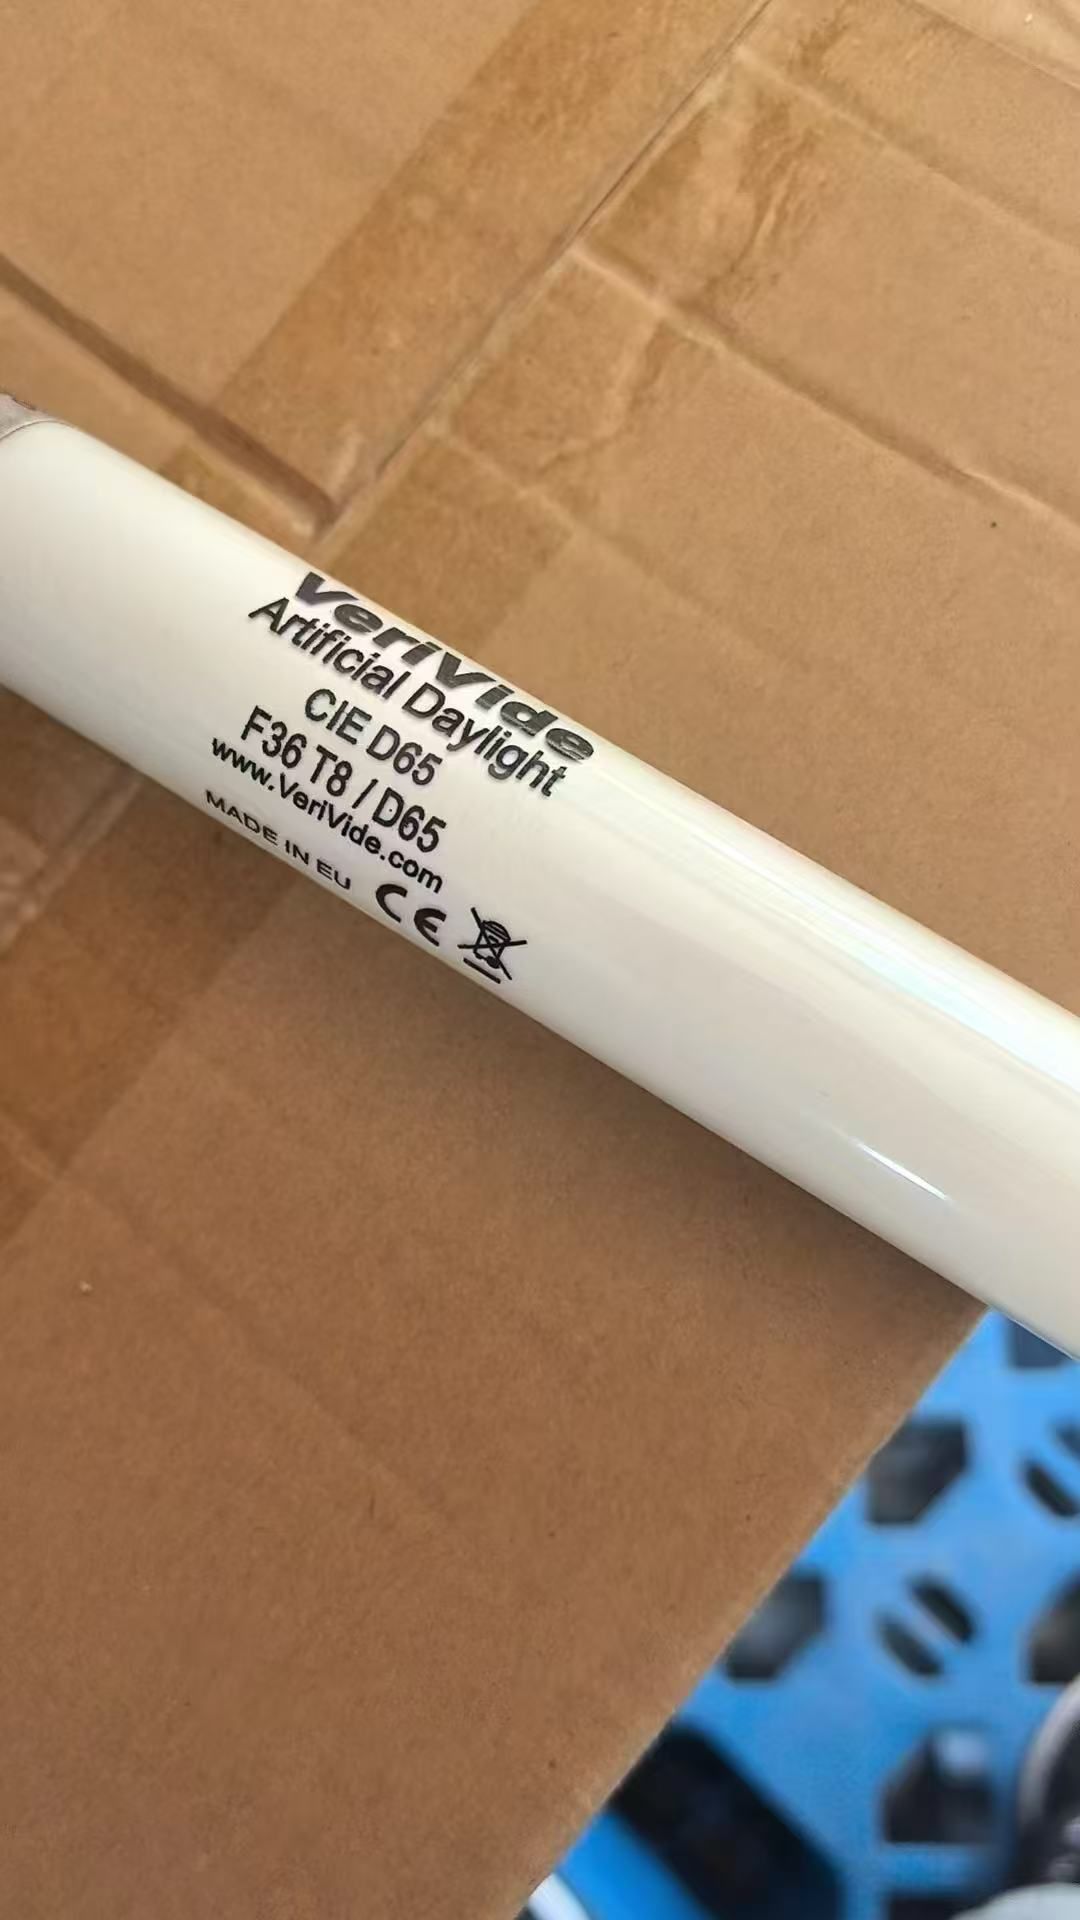 VeriVide
Artificial Daylight
CIE D65
F36 T8 / D65
www.VeriVide.com
MADE IN EU CE